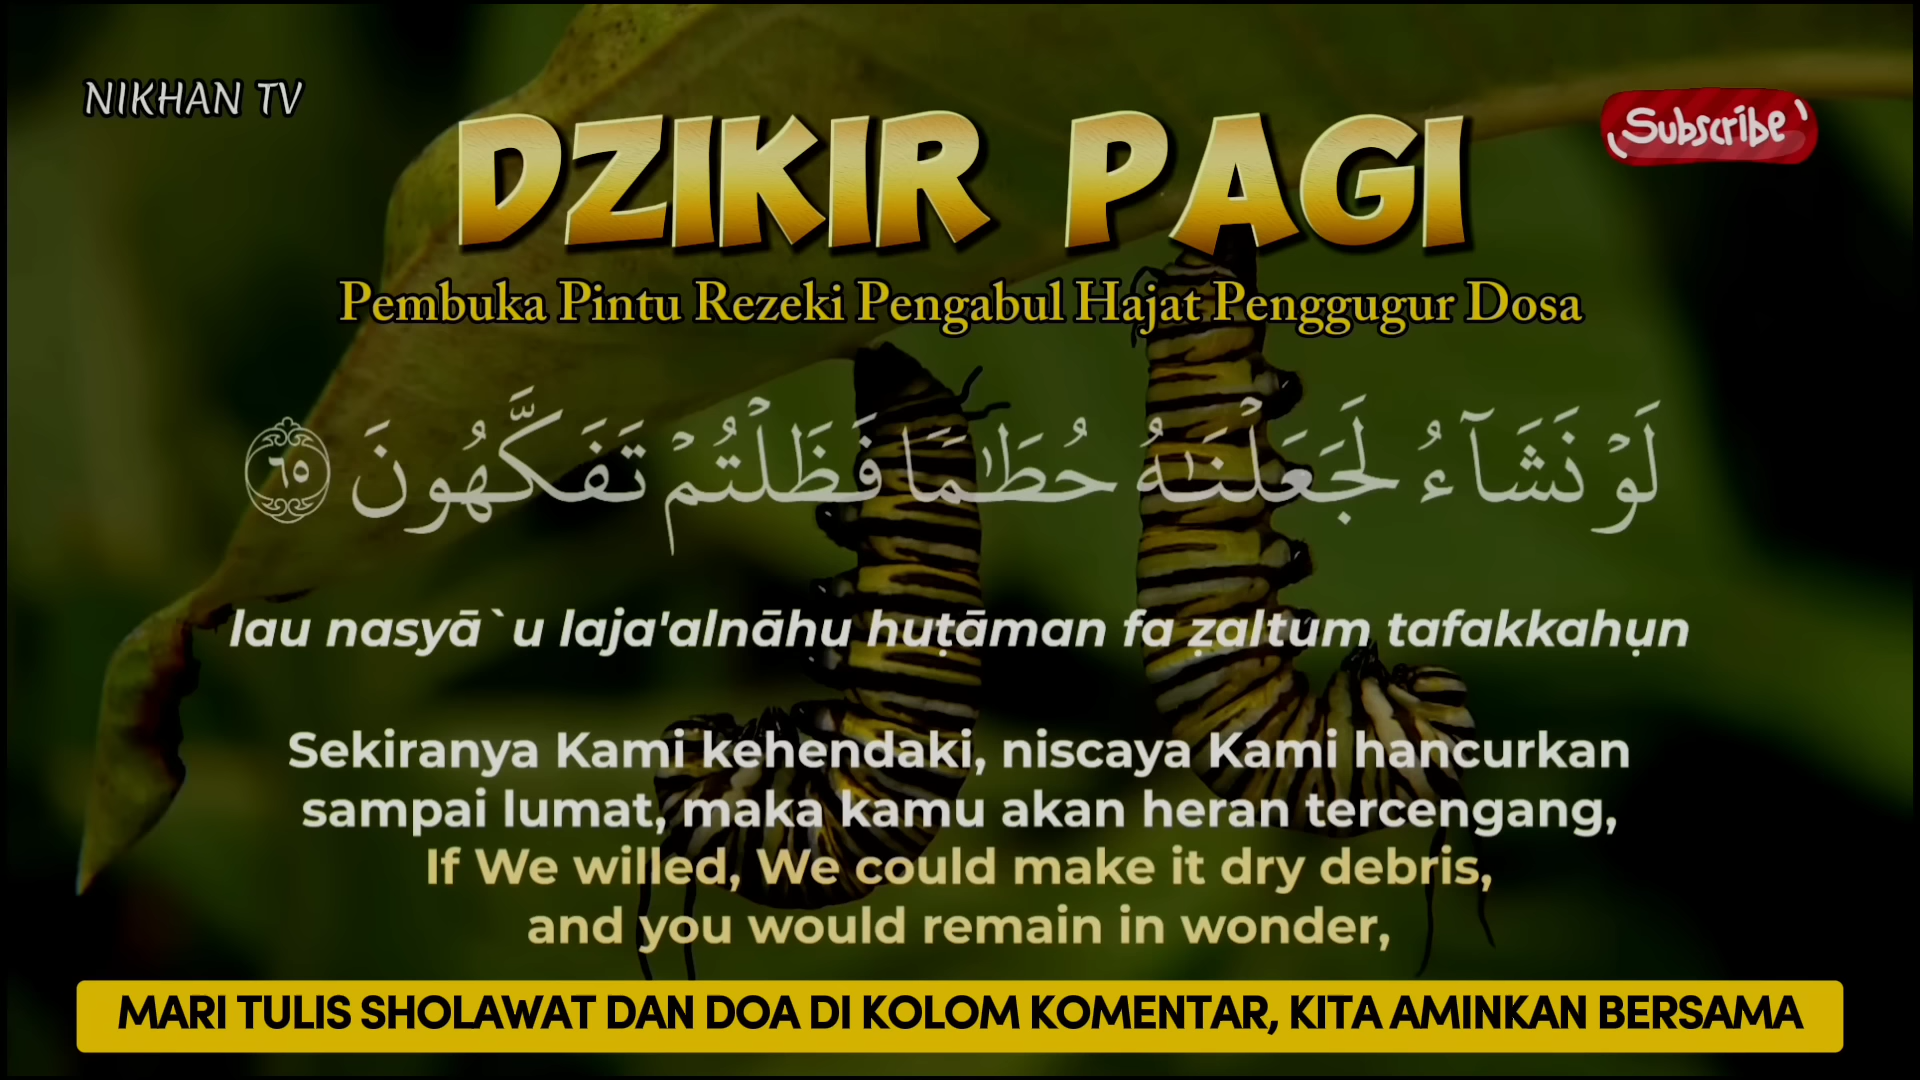 NIKHAN TV
Subscribe
DZIKIR PAGI
Pembuka Pintu Rezeki Pengabul Hajat Penggugur Dosa
لَوْ نَشَآءُ لَجَعَلْنَٰهُ حُطَٰمًا فَظَلْتُمْ تَفَكَّهُونَ ٦٥
lau nasyā`u laja'alnāhu huṭāman fa ẓaltum tafakkahụn
Sekiranya Kami kehendaki, niscaya Kami hancurkan
sampai lumat, maka kamu akan heran tercengang,
If We willed, We could make it dry debris,
and you would remain in wonder,
MARI TULIS SHOLAWAT DAN DOA DI KOLOM KOMENTAR, KITA AMINKAN BERSAMA